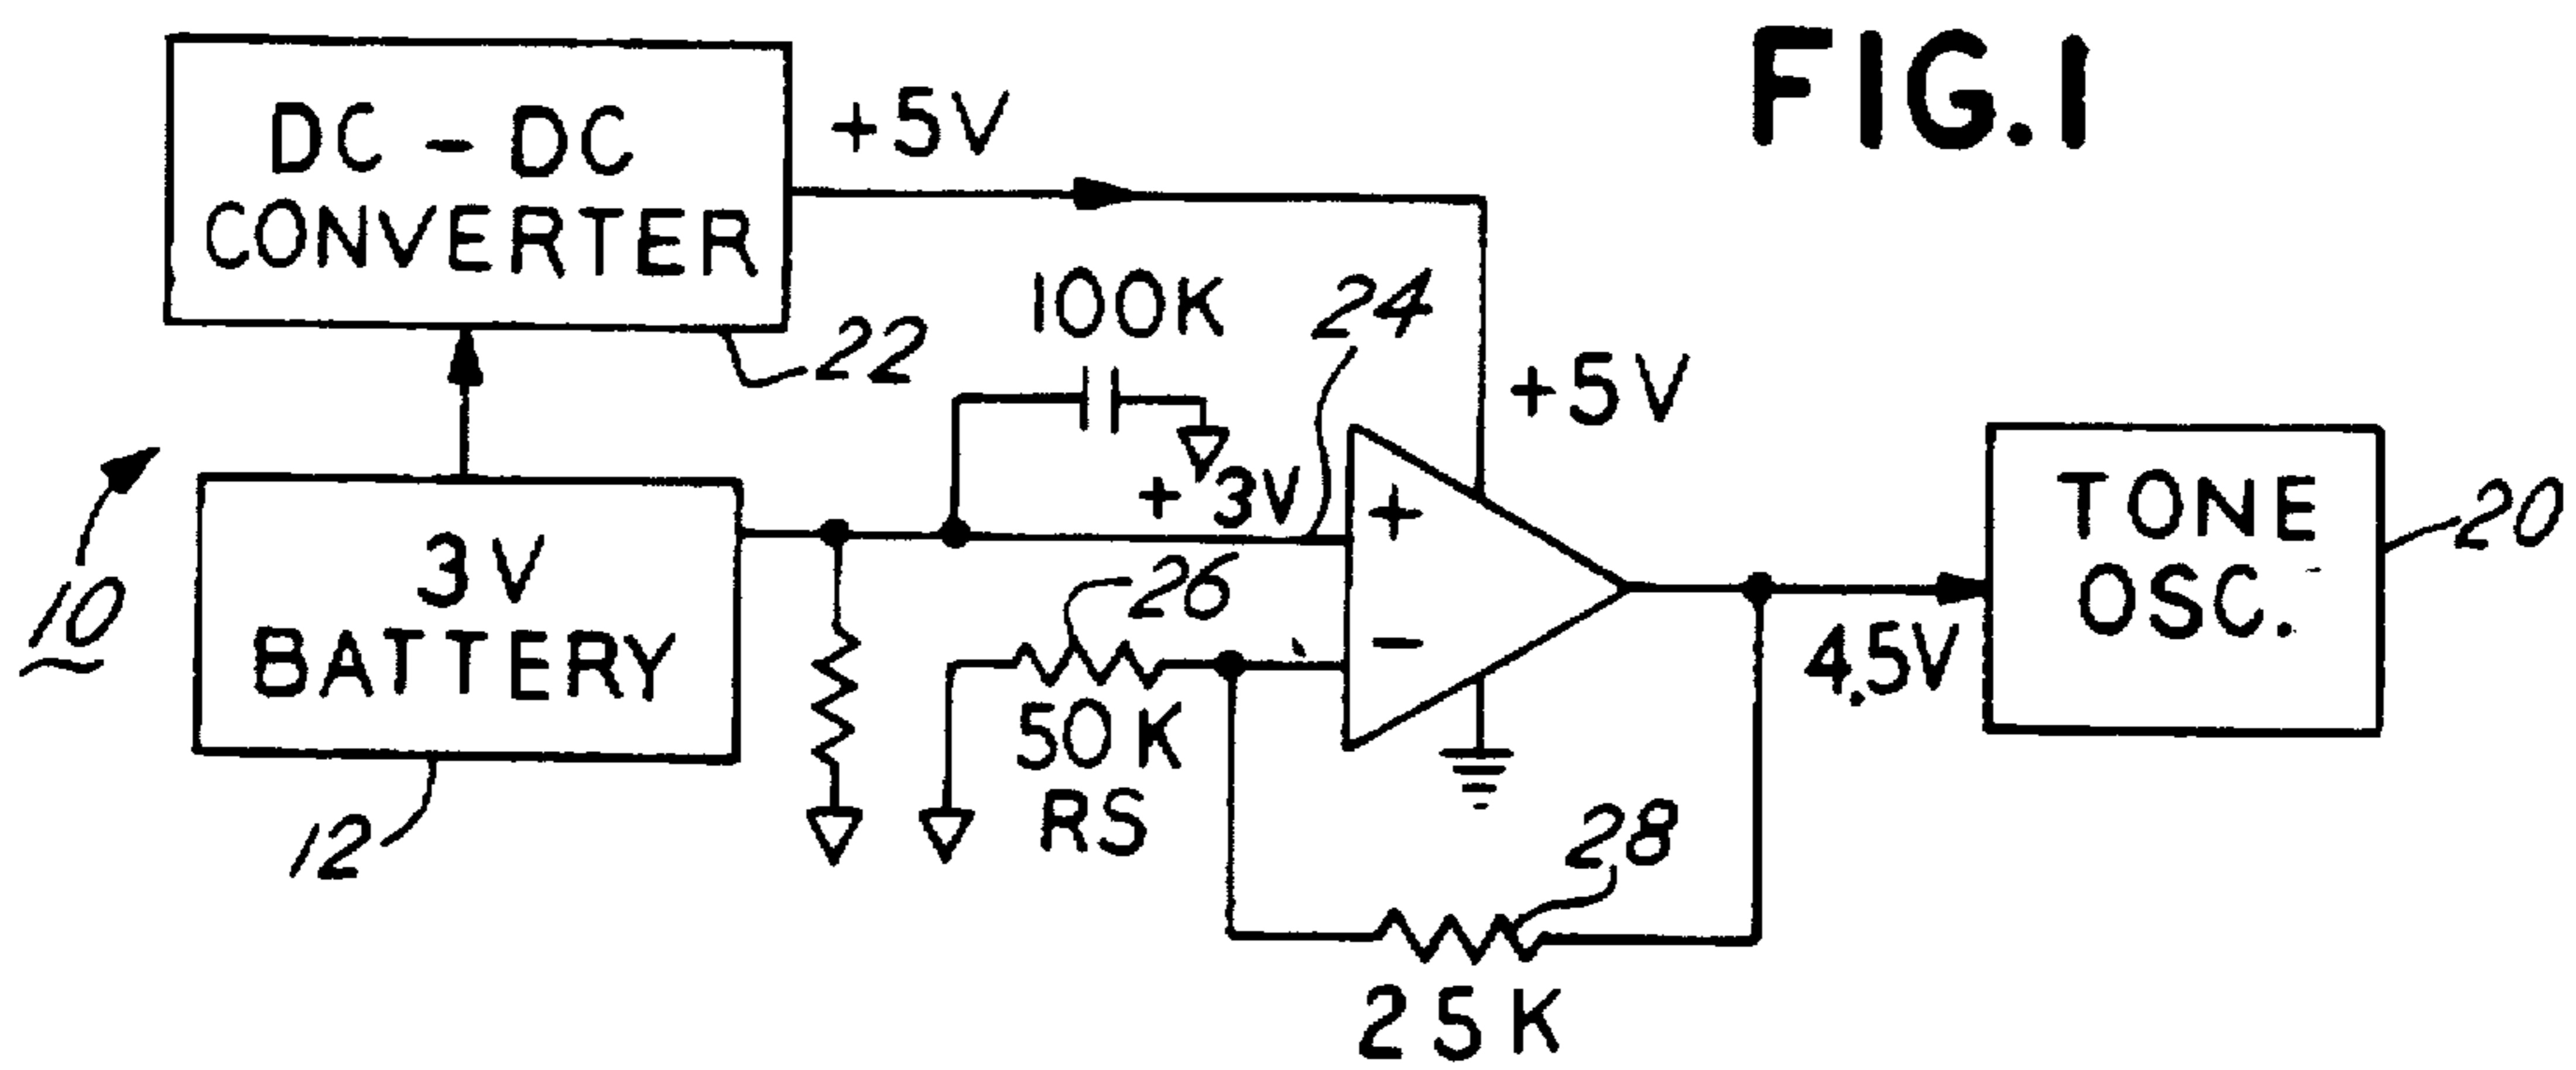 FIG.1
DC - DC
CONVERTER
+5V
22
100K
24
+5V
+3V
10
3V
BATTERY
12
26
50K
RS
+
−
4.5V
TONE
OSC.
20
28
25K